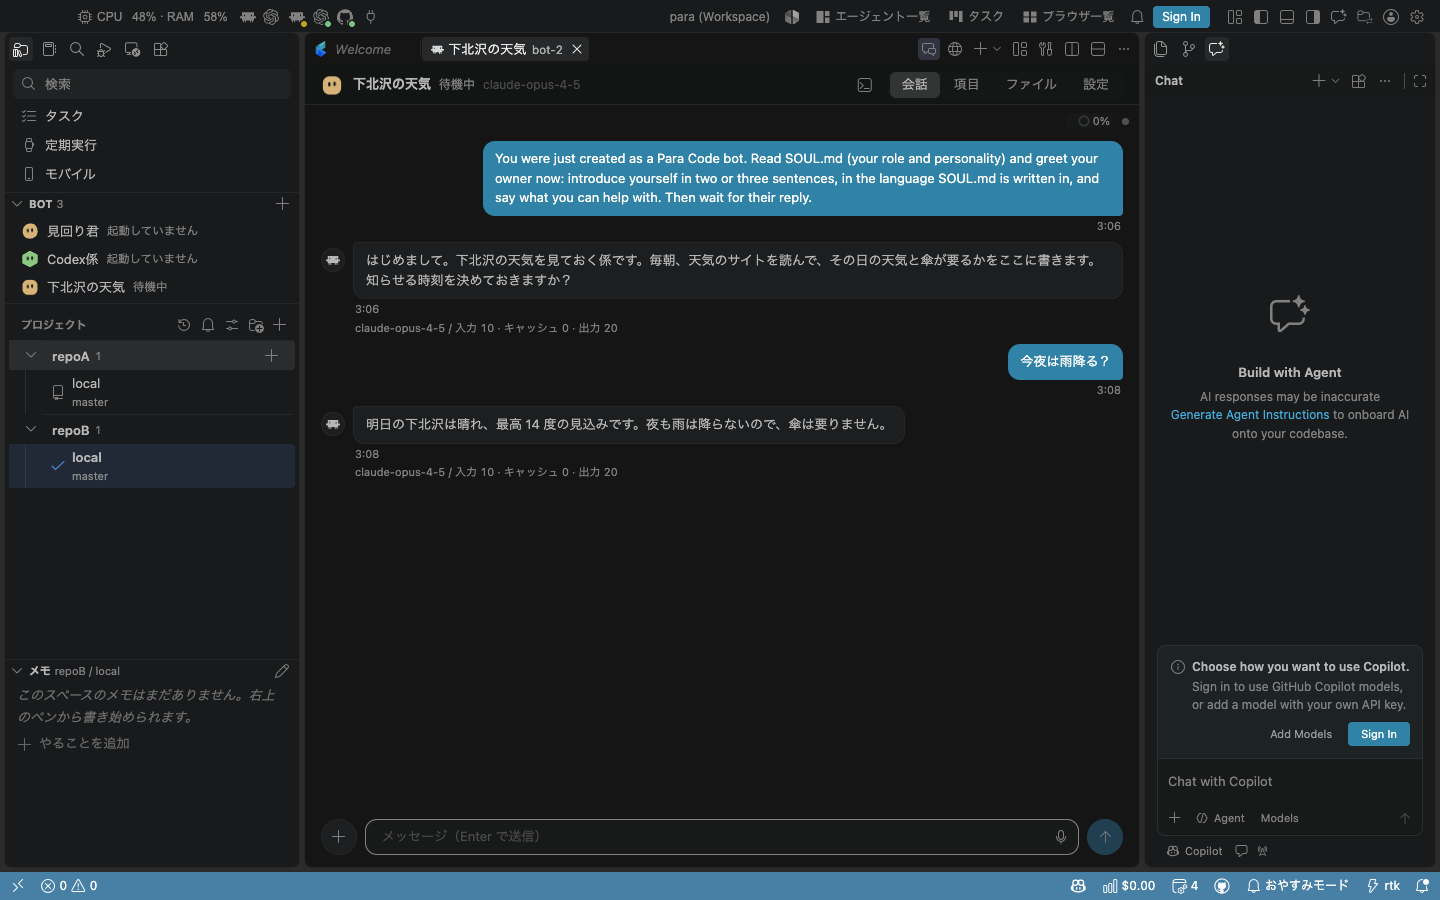 CPU 48% · RAM 58%
para (Workspace)
エージェント一覧
タスク
ブラウザ一覧
Sign In
検索
タスク
定期実行
モバイル
BOT 3
見回り君 起動していません
Codex係 起動していません
下北沢の天気 待機中
プロジェクト
repoA 1
local
master
repoB 1
local
master
メモ repoB / local
このスペースのメモはまだありません。右上
のペンから書き始められます。
やることを追加
Welcome
下北沢の天気 bot-2
下北沢の天気 待機中 claude-opus-4-5
会話
項目
ファイル
設定
0%
You were just created as a Para Code bot. Read SOUL.md (your role and personality) and greet your
owner now: introduce yourself in two or three sentences, in the language SOUL.md is written in, and
say what you can help with. Then wait for their reply.
3:06
はじめまして。下北沢の天気を見ておく係です。毎朝、天気のサイトを読んで、その日の天気と傘が要るかをここに書きます。
知らせる時刻を決めておきますか？
3:06
claude-opus-4-5 / 入力 10 · キャッシュ 0 · 出力 20
今夜は雨降る？
3:08
明日の下北沢は晴れ、最高 14 度の見込みです。夜も雨は降らないので、傘は要りません。
3:08
claude-opus-4-5 / 入力 10 · キャッシュ 0 · 出力 20
メッセージ（Enter で送信）
Chat
Build with Agent
AI responses may be inaccurate
Generate Agent Instructions to onboard AI
onto your codebase.
Choose how you want to use Copilot.
Sign in to use GitHub Copilot models,
or add a model with your own API key.
Add Models
Sign In
Chat with Copilot
Agent
Models
Copilot
0
0
$0.00
4
おやすみモード
rtk